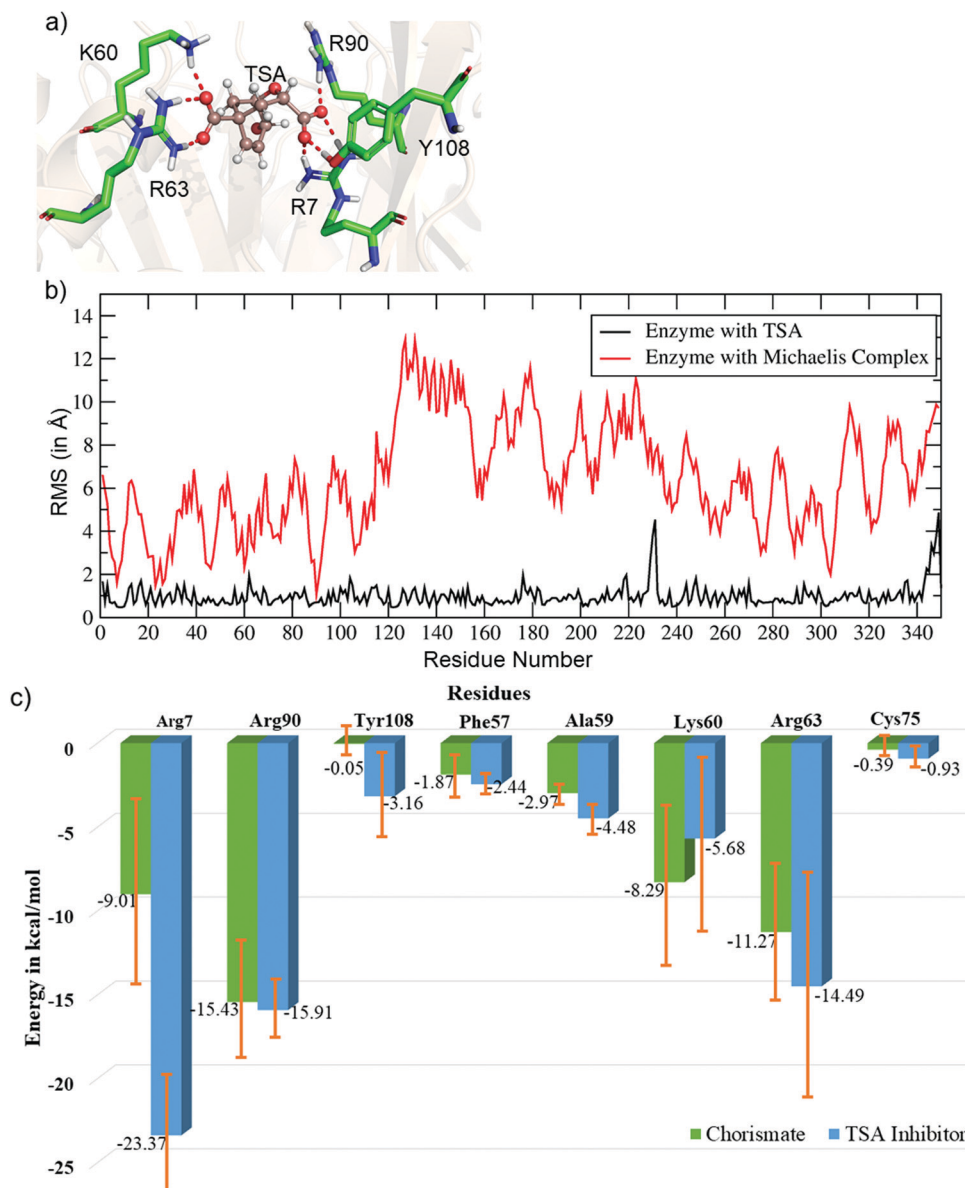 a)
K60
R90
TSA
Y108
R63
R7
b)
14
12
10
8
6
4
2
0
RMS (in Å)
Enzyme with TSA
Enzyme with Michaelis Complex
0 20 40 60 80 100 120 140 160 180 200 220 240 260 280 300 320 340
Residue Number
c)
Residues
Arg7 Arg90 Tyr108 Phe57 Ala59 Lys60 Arg63 Cys75
0
-5
-10
-15
-20
-25
Energy in kcal/mol
-9.01
-23.37
-15.43
-15.91
-0.05
-3.16
-1.87
-2.44
-2.97
-4.48
-8.29
-5.68
-11.27
-14.49
-0.39
-0.93
Chorismate TSA Inhibitor